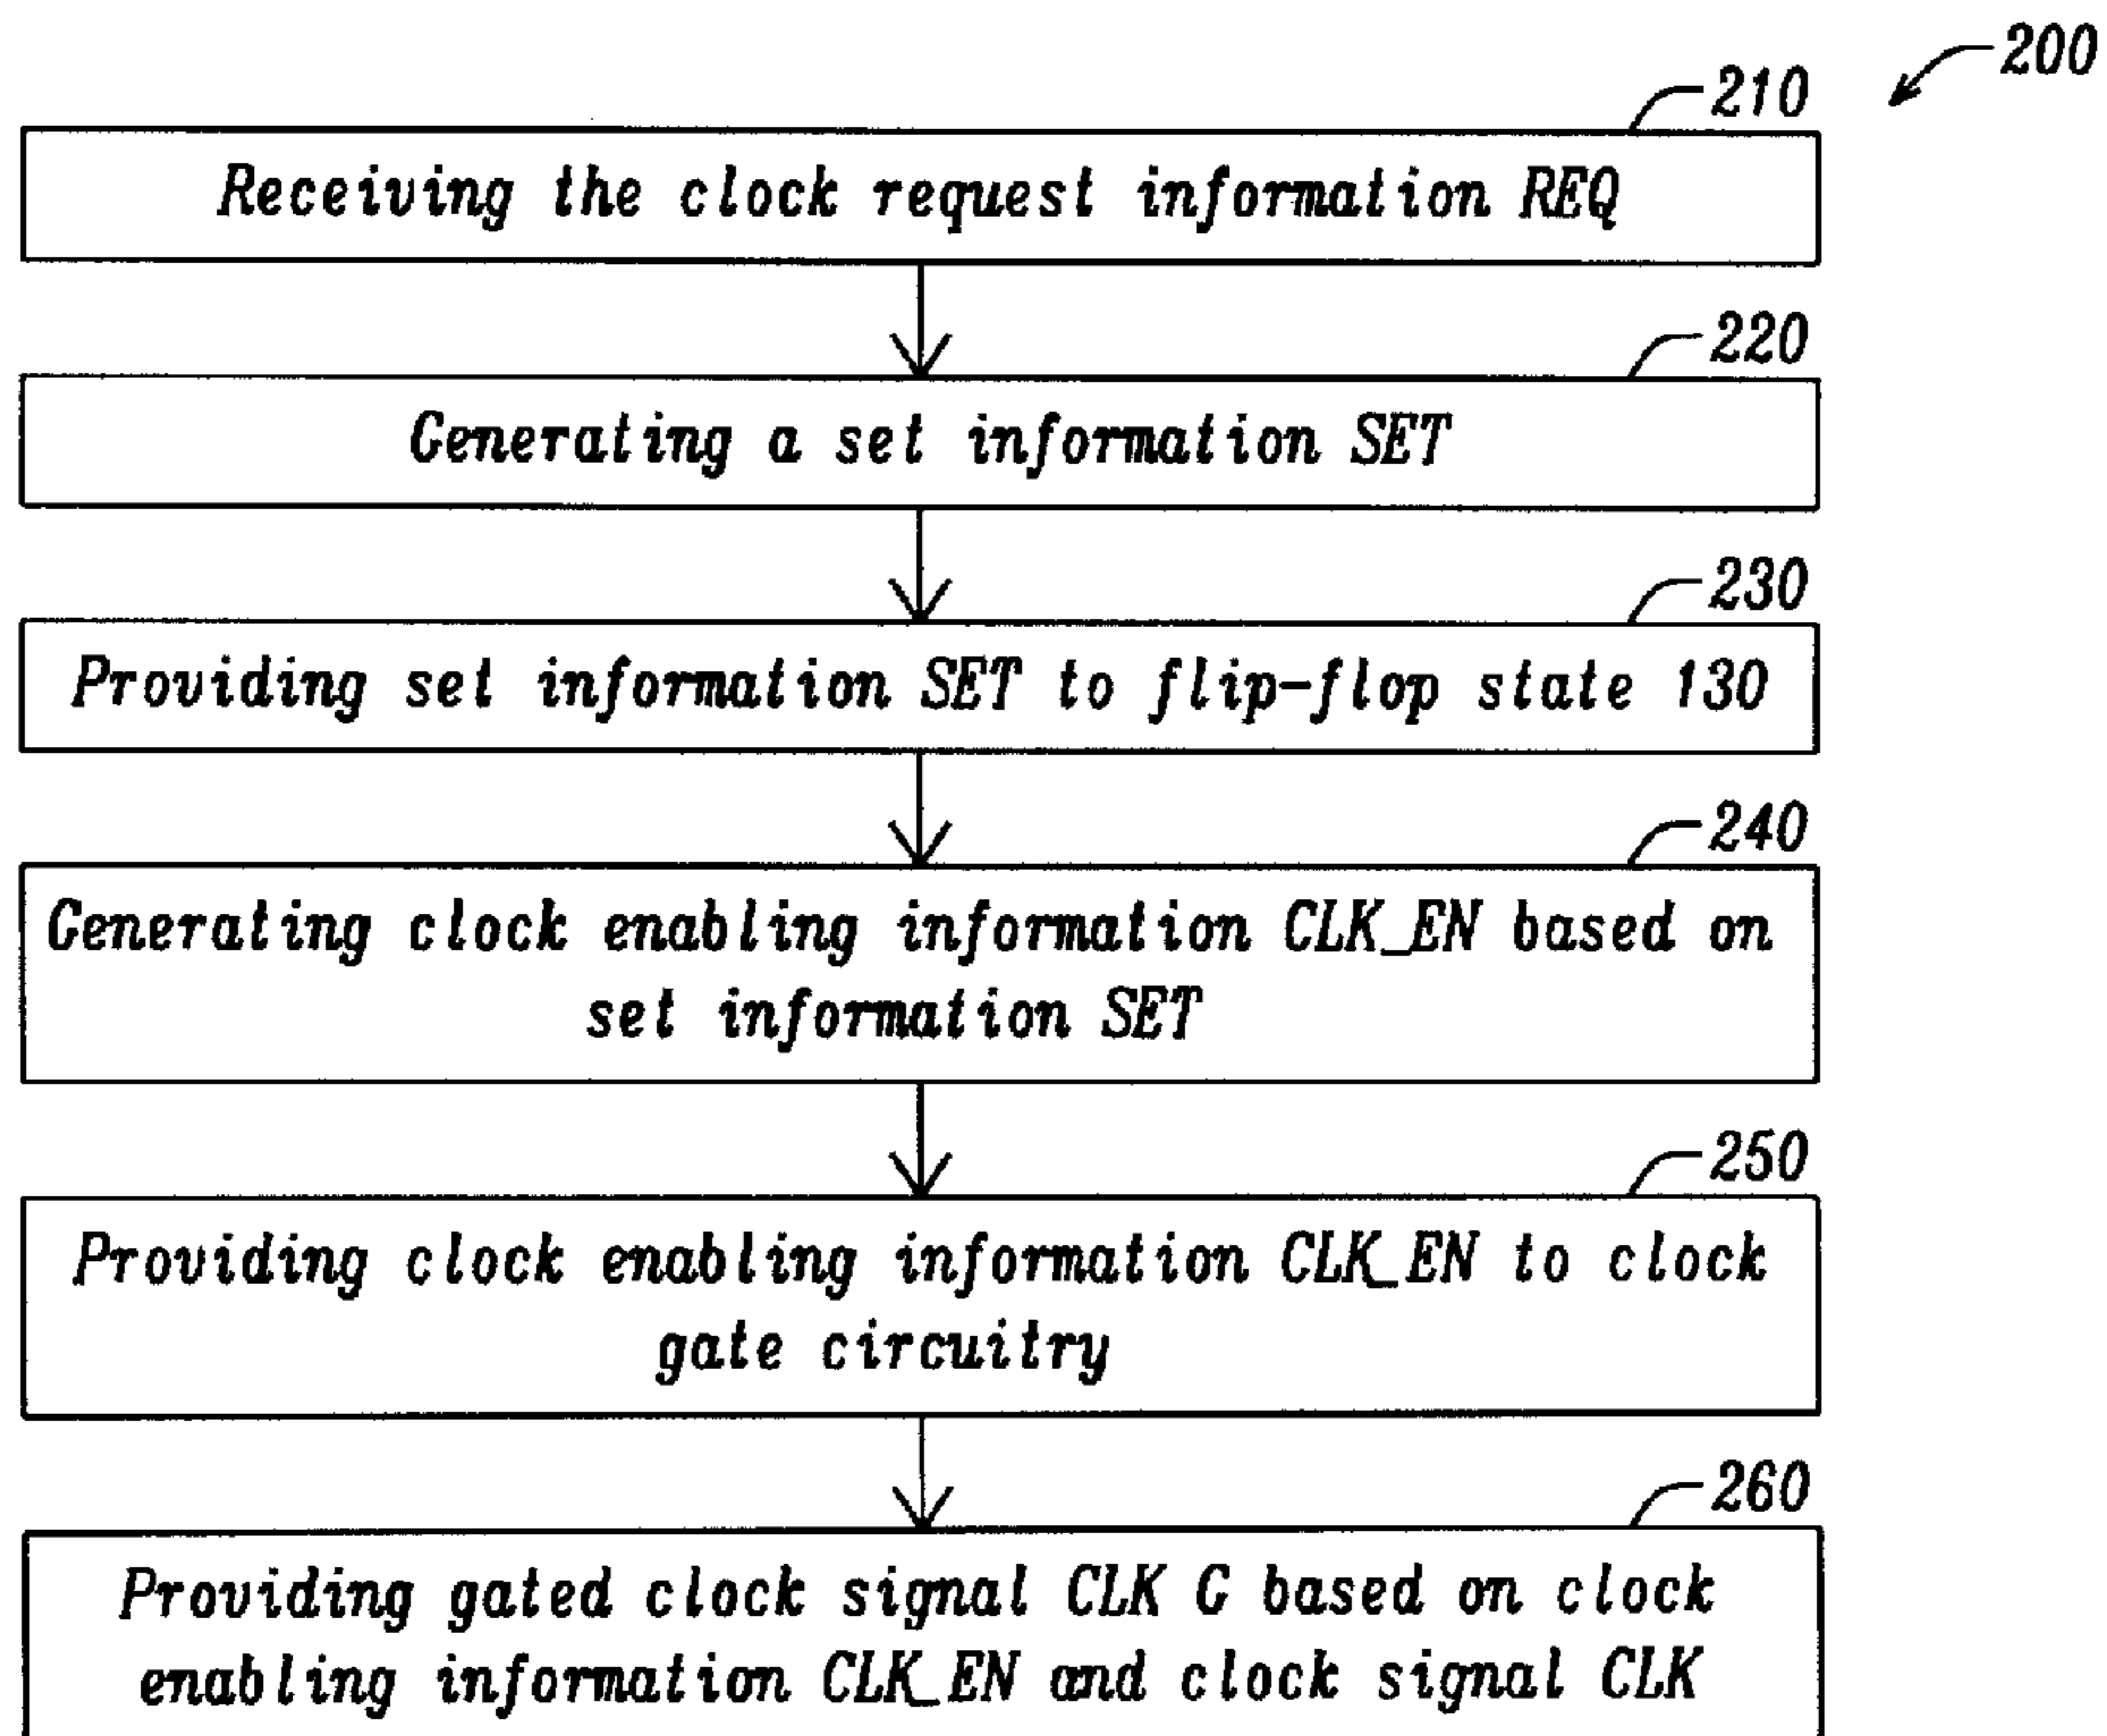 200
210
Receiving the clock request information REQ
220
Generating a set information SET
230
Providing set information SET to flip-flop state 130
240
Generating clock enabling information CLK_EN based on
set information SET
250
Providing clock enabling information CLK_EN to clock
gate circuitry
260
Providing gated clock signal CLK G based on clock
enabling information CLK_EN and clock signal CLK